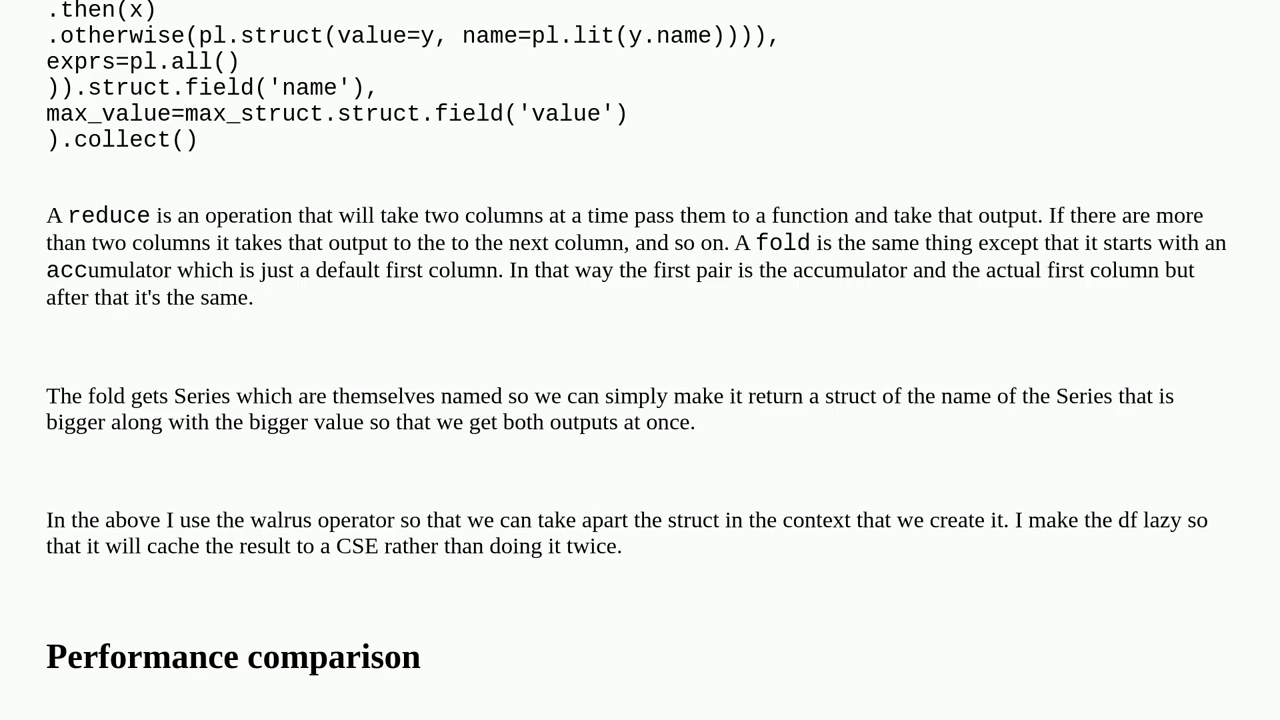 .then(x)
.otherwise(pl.struct(value=y, name=pl.lit(y.name)))),
exprs=pl.all()
)).struct.field('name'),
max_value=max_struct.struct.field('value')
).collect()
A reduce is an operation that will take two columns at a time pass them to a function and take that output. If there are more
than two columns it takes that output to the to the next column, and so on. A fold is the same thing except that it starts with an
accumulator which is just a default first column. In that way the first pair is the accumulator and the actual first column but
after that it's the same.
The fold gets Series which are themselves named so we can simply make it return a struct of the name of the Series that is
bigger along with the bigger value so that we get both outputs at once.
In the above I use the walrus operator so that we can take apart the struct in the context that we create it. I make the df lazy so
that it will cache the result to a CSE rather than doing it twice.
Performance comparison